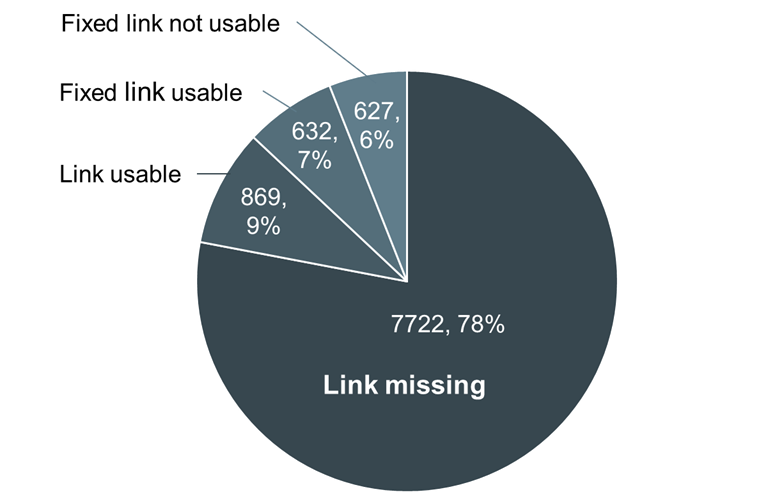 Fixed link not usable
Fixed link usable
Link usable
627,
6%
632,
7%
869,
9%
7722, 78%
Link missing